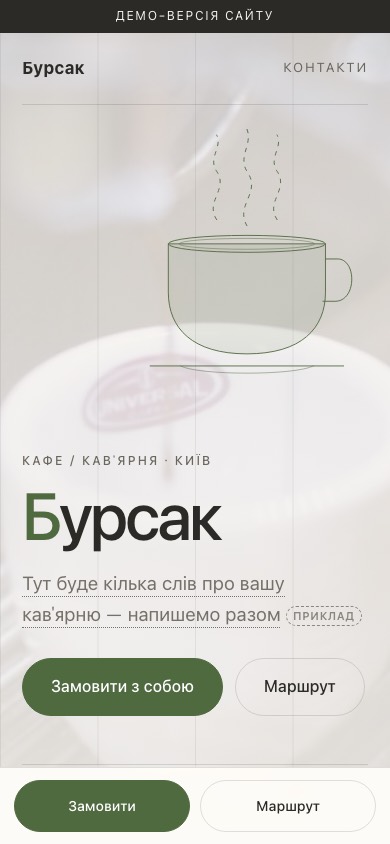 ДЕМО-ВЕРСІЯ САЙТУ
Бурсак
КОНТАКТИ
UNIVERSAL
КАФЕ / КАВ'ЯРНЯ · КИЇВ
Бурсак
Тут буде кілька слів про вашу
кав'ярню — напишемо разом ПРИКЛАД
Замовити з собою
Маршрут
Замовити
Маршрут